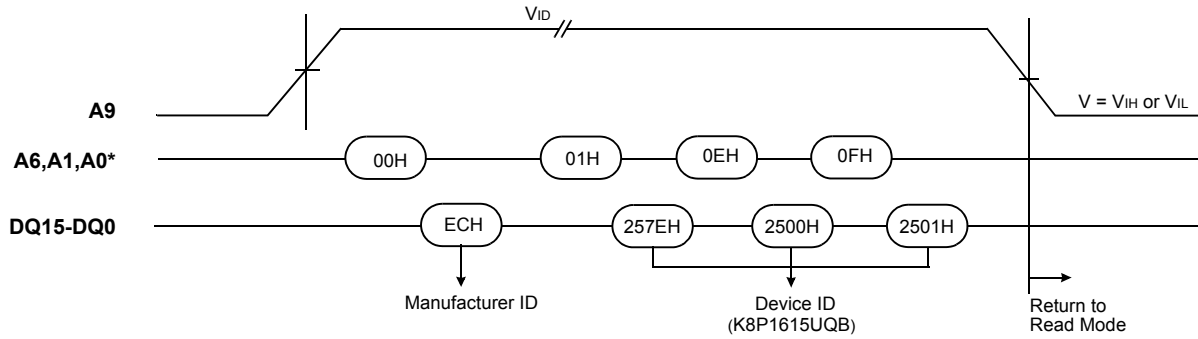 VID
A9
V = VIH or VIL
A6,A1,A0*
00H
01H
0EH
0FH
DQ15-DQ0
ECH
257EH
2500H
2501H
Manufacturer ID
Device ID
(K8P1615UQB)
Return to
Read Mode